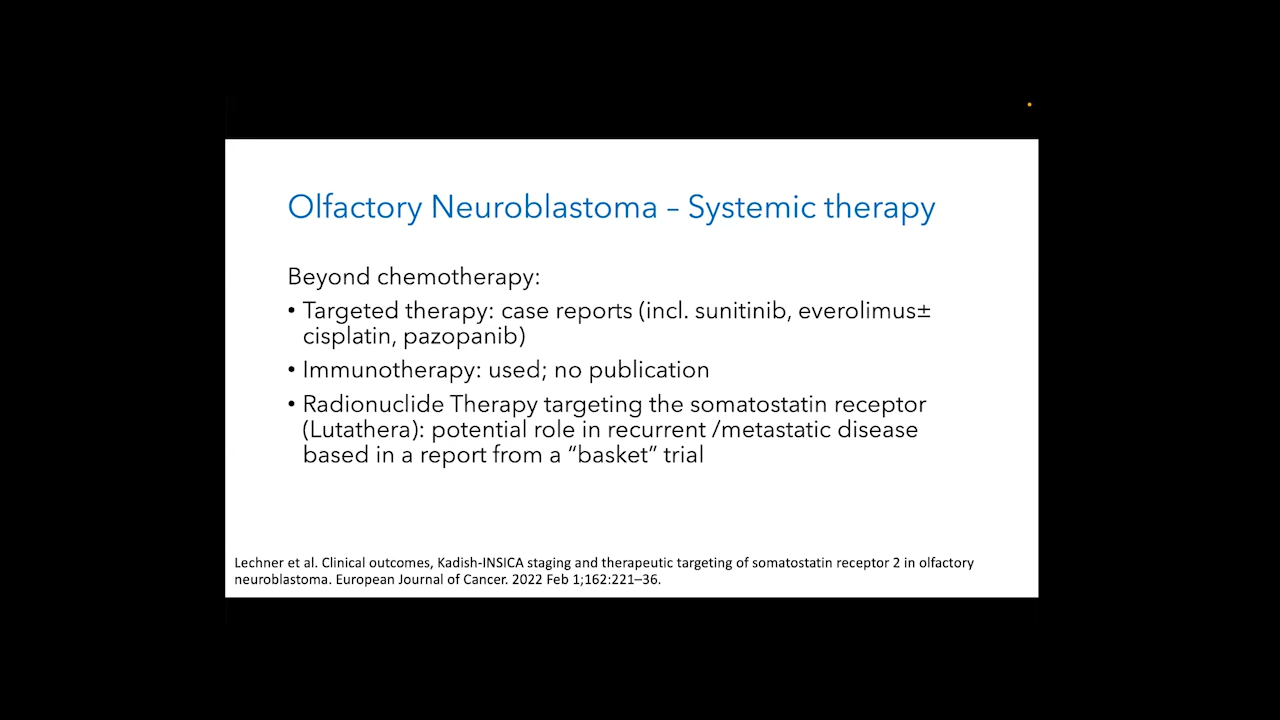 Olfactory Neuroblastoma – Systemic therapy
Beyond chemotherapy:
• Targeted therapy: case reports (incl. sunitinib, everolimus±
cisplatin, pazopanib)
• Immunotherapy: used; no publication
• Radionuclide Therapy targeting the somatostatin receptor
(Lutathera): potential role in recurrent /metastatic disease
based in a report from a “basket” trial
Lechner et al. Clinical outcomes, Kadish-INSICA staging and therapeutic targeting of somatostatin receptor 2 in olfactory
neuroblastoma. European Journal of Cancer. 2022 Feb 1;162:221–36.